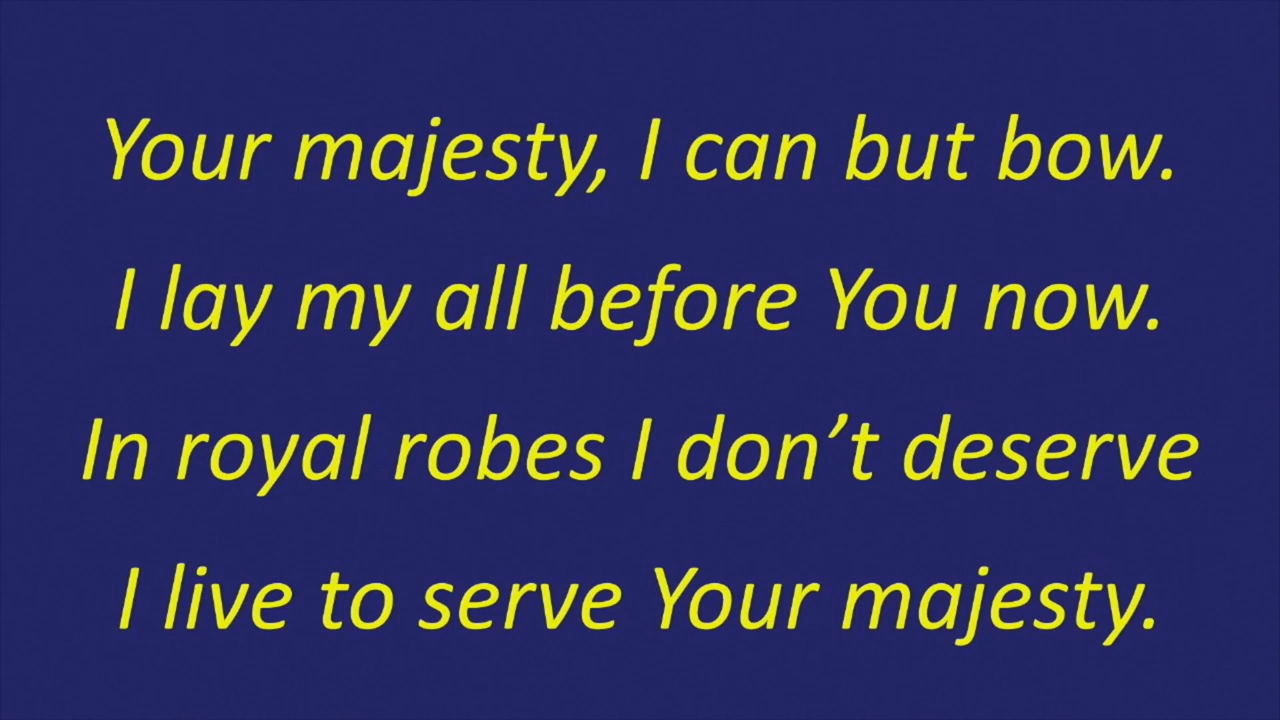 Your majesty, I can but bow.
I lay my all before You now.
In royal robes I don’t deserve
I live to serve Your majesty.